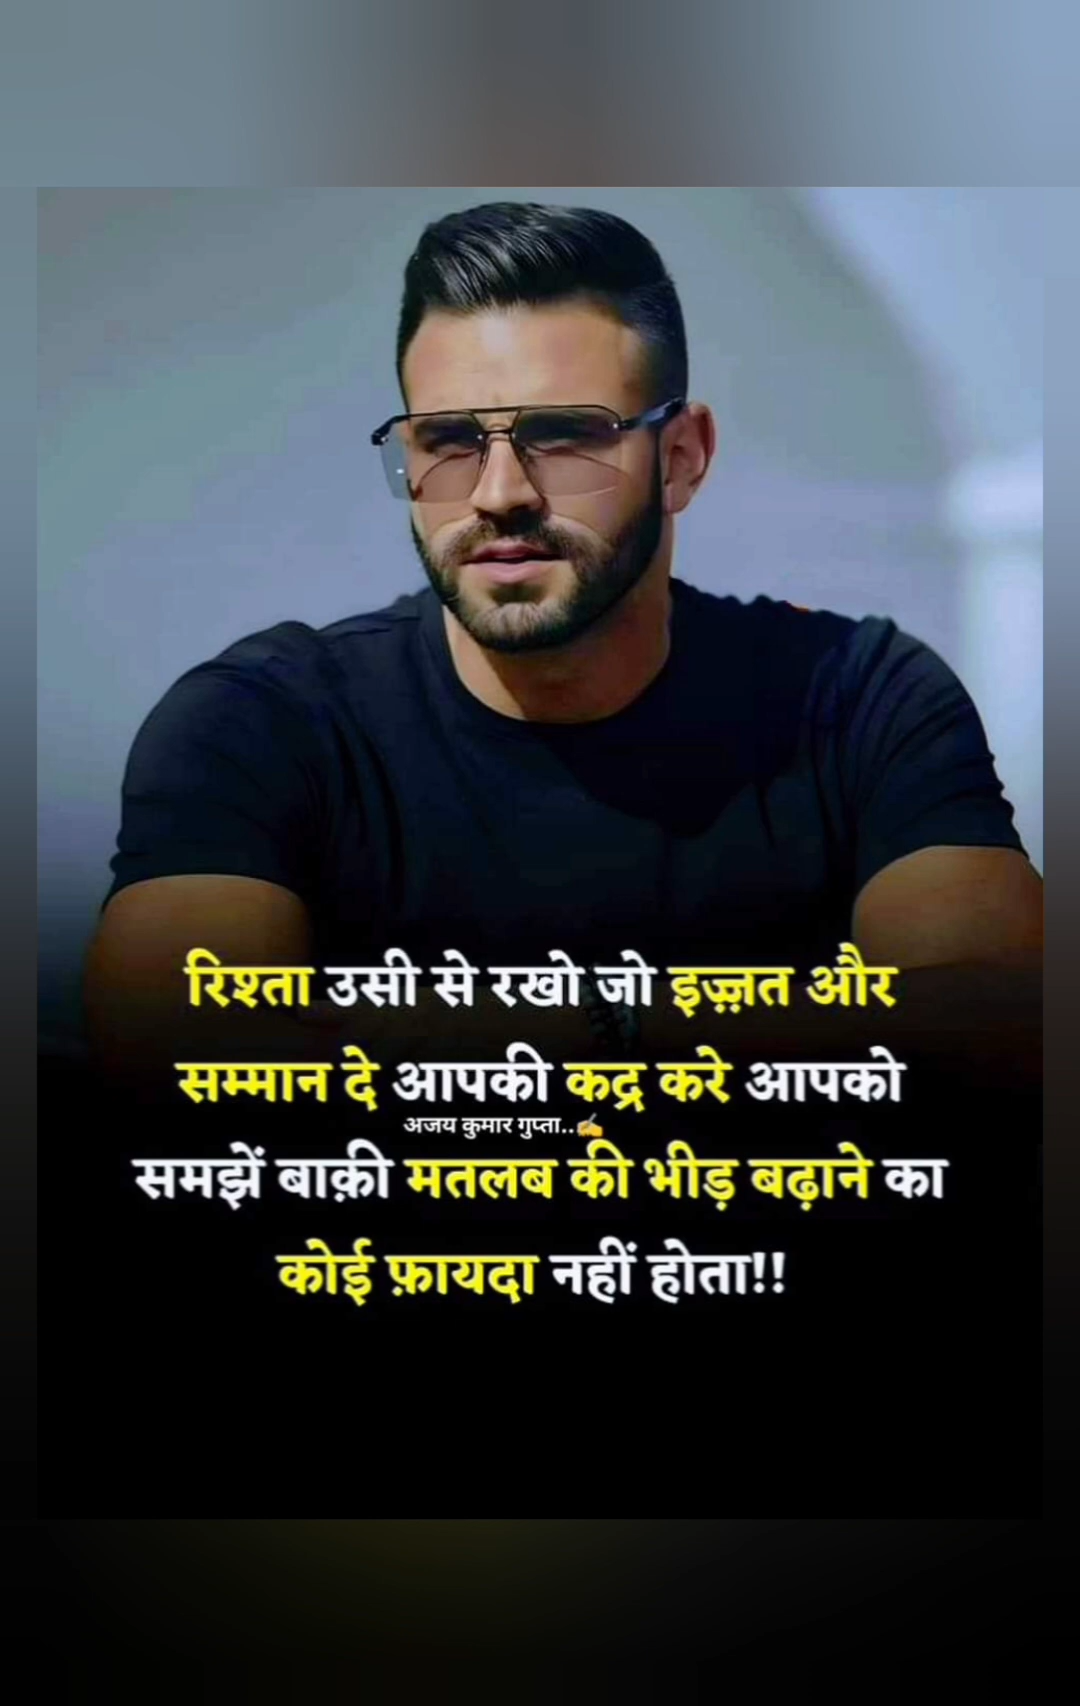 रिश्ता उसी से रखो जो इज़्ज़त और
सम्मान दे आपकी कद्र करे आपको
अजय कुमार गुप्ता..✍️
समझें बाक़ी मतलब की भीड़ बढ़ाने का
कोई फ़ायदा नहीं होता!!